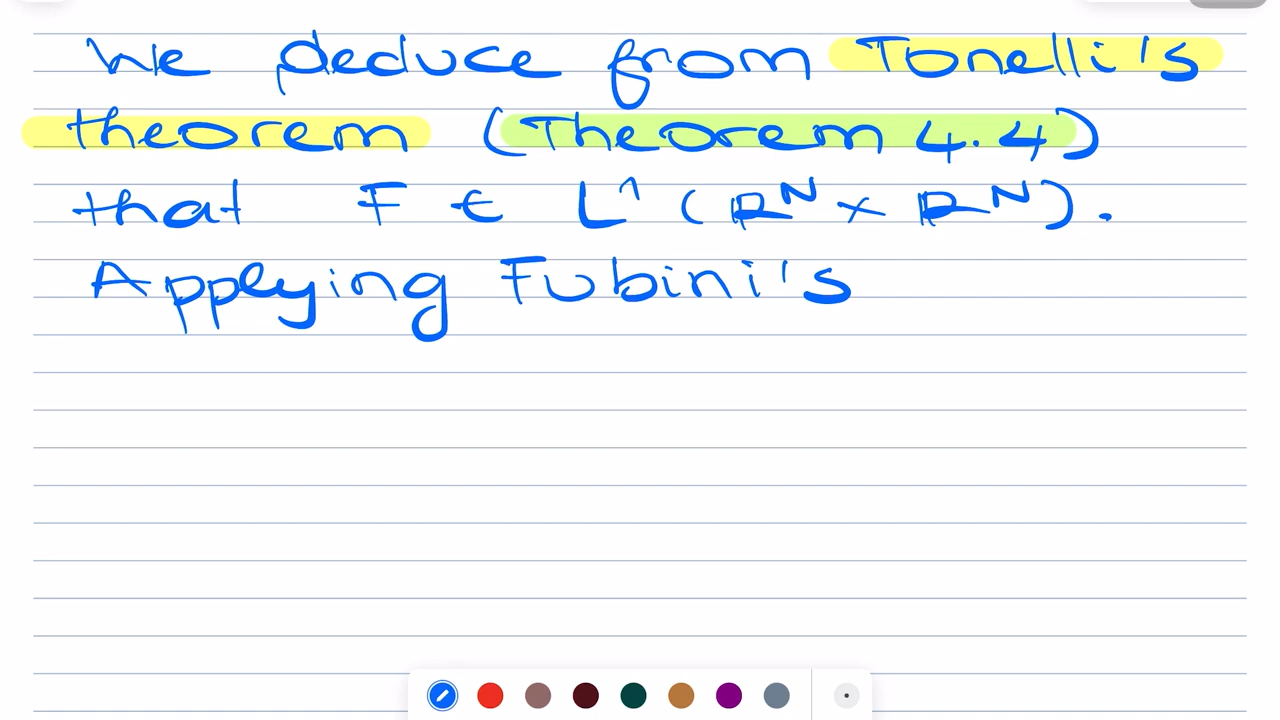 We deduce from Tonelli's
theorem (Theorem 4.4)
that F ∈ L¹ (ℝᴺ × ℝᴺ).
Applying Fubini's